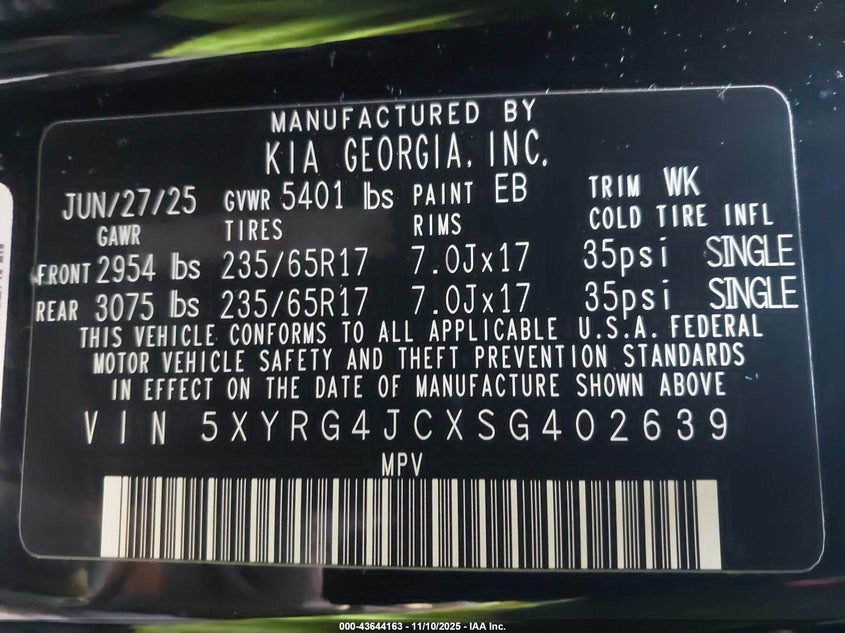 MANUFACTURED BY
KIA GEORGIA, INC.
JUN/27/25 GVWR 5401 lbs PAINT EB TRIM WK
GAWR TIRES RIMS COLD TIRE INFL
FRONT 2954 lbs 235/65R17 7.0Jx17 35psi SINGLE
REAR 3075 lbs 235/65R17 7.0Jx17 35psi SINGLE
THIS VEHICLE CONFORMS TO ALL APPLICABLE U.S.A. FEDERAL
MOTOR VEHICLE SAFETY AND THEFT PREVENTION STANDARDS
IN EFFECT ON THE DATE OF MANUFACTURE SHOWN ABOVE
VIN 5XYRG4JCXSG402639
MPV
000-43644163 - 11/10/2025 - IAA Inc.